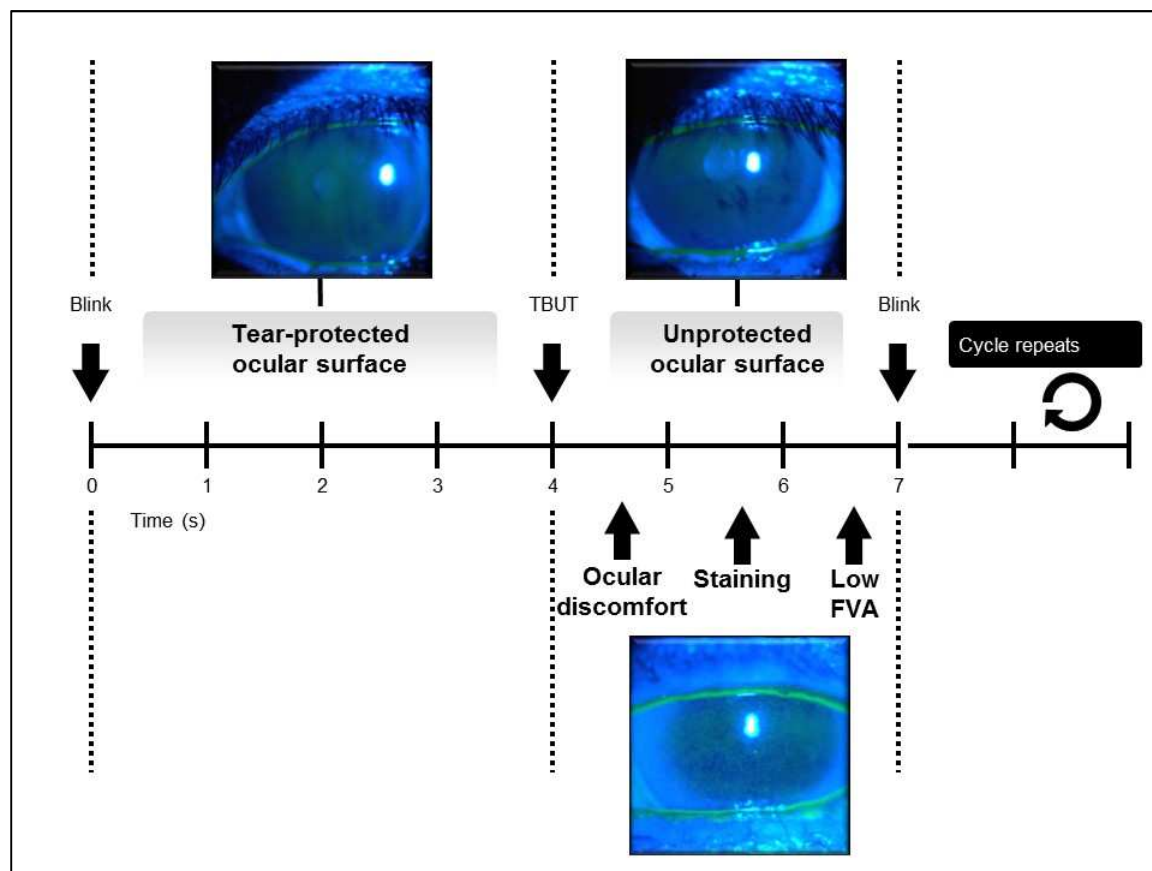 Blink
TBUT
Blink
Tear-protected
ocular surface
Unprotected
ocular surface
Cycle repeats
0 1 2 3 4 5 6 7
Time (s)
Ocular
discomfort
Staining
Low
FVA